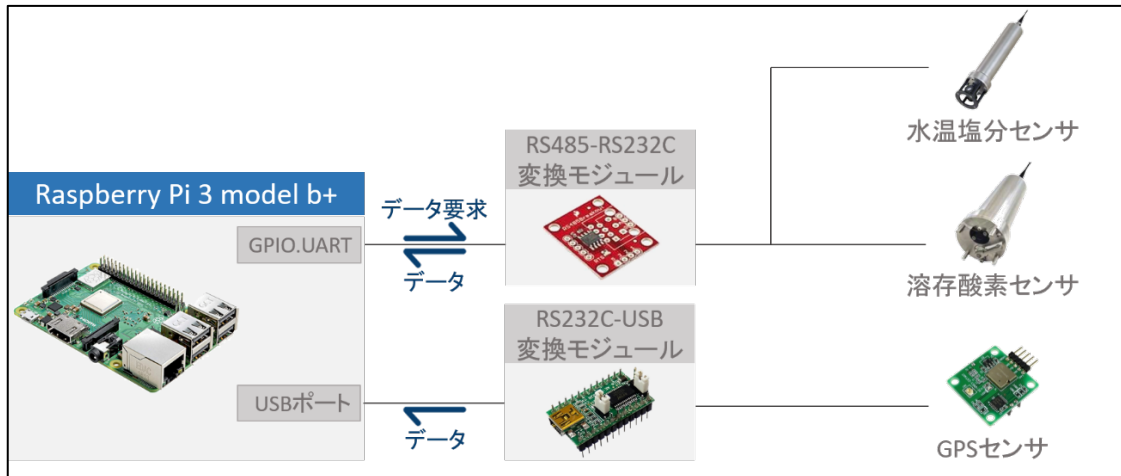 水温塩分センサ
RS485-RS232C
変換モジュール
Raspberry Pi 3 model b+
データ要求
GPIO.UART
データ
溶存酸素センサ
RS232C-USB
変換モジュール
USBポート
データ
GPSセンサ